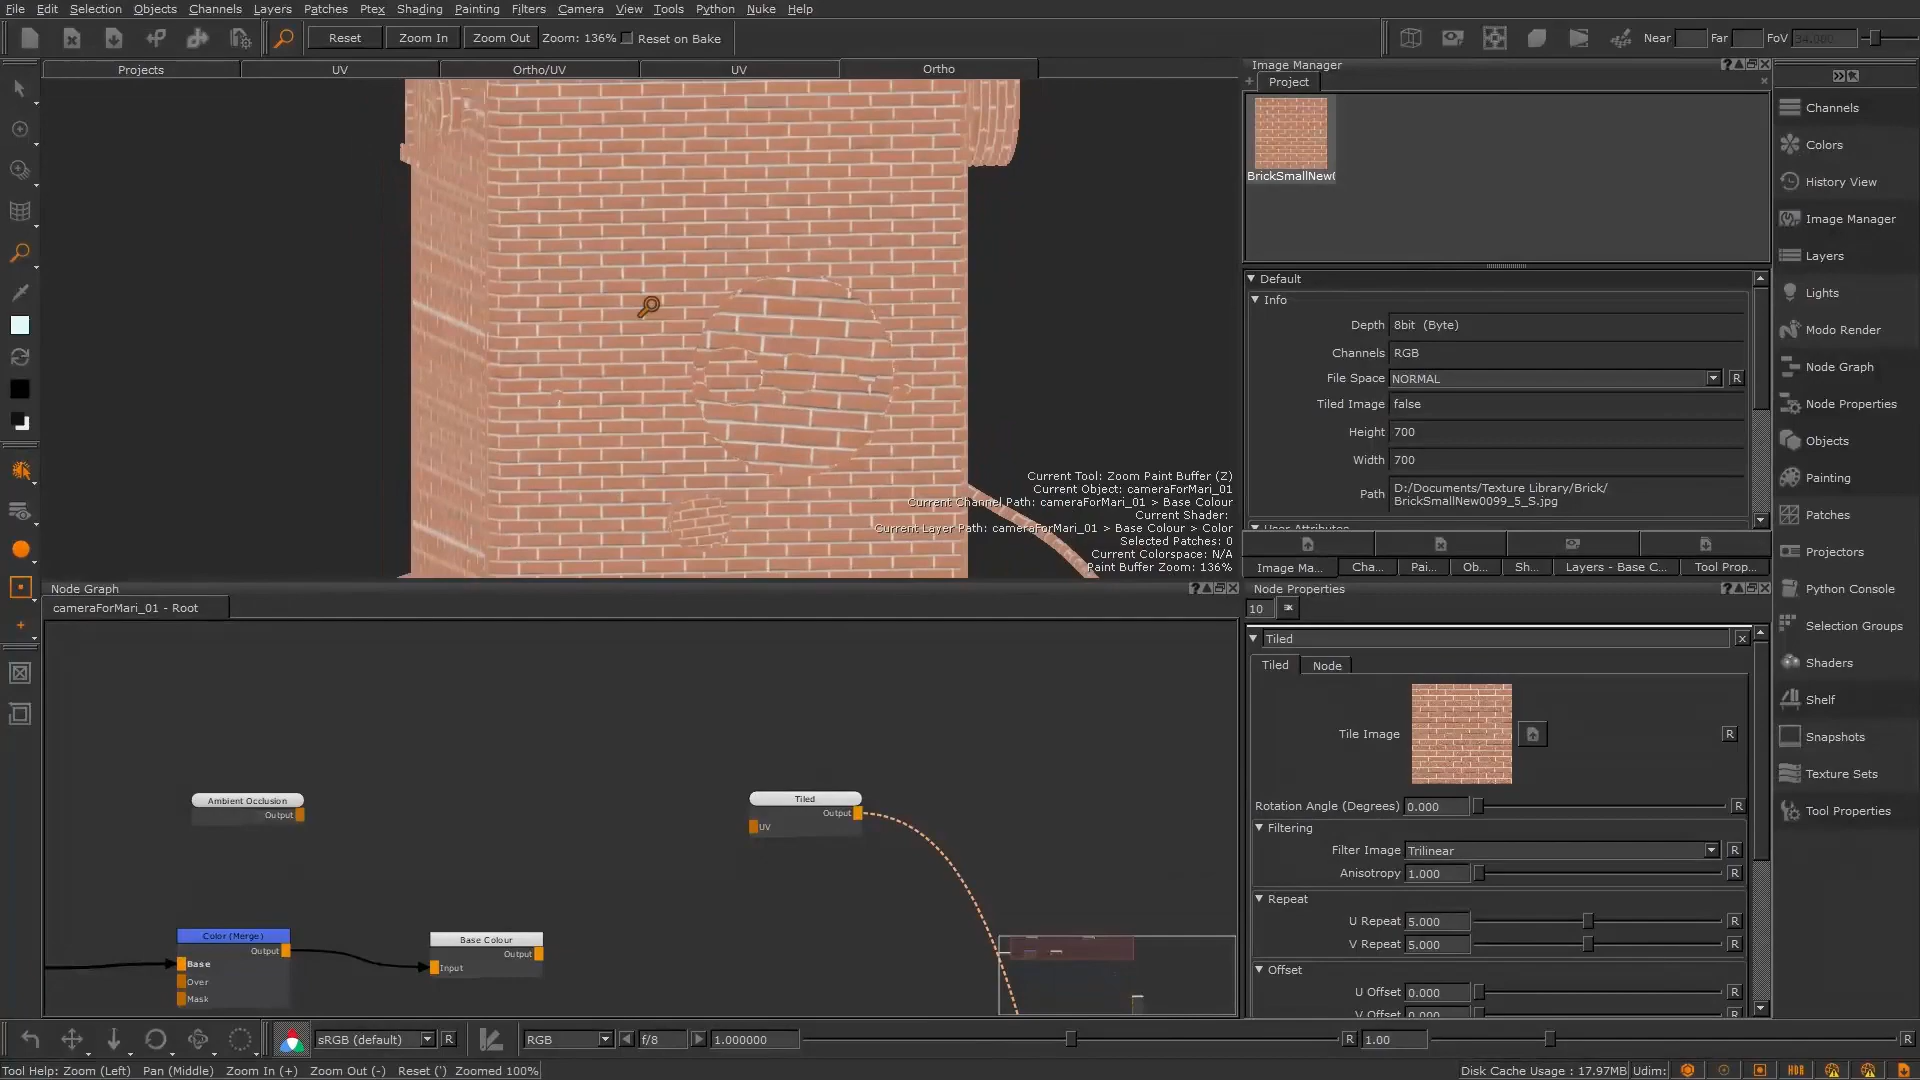 File Edit Selection Objects Channels Layers Patches Ptex Shading Painting Filters Camera View Tools Python Nuke Help
Reset Zoom In Zoom Out Zoom: 136% Reset on Bake Near Far FoV 34.000
Projects UV Ortho/UV UV Ortho
Image Manager
Project
BrickSmallNew
Default
Info
Depth 8bit (Byte)
Channels RGB
File Space NORMAL R
Tiled Image false
Height 700
Width 700
Path D:/Documents/Texture Library/Brick/
BrickSmallNew0099_5_S.jpg
User Attributes
Image Ma... Cha... Pai... Ob... Sh... Layers - Base C... Tool Prop...
Current Tool: Zoom Paint Buffer (Z)
Current Object: cameraForMari_01
Current Channel Path: cameraForMari_01 > Base Colour
Current Shader:
Current Layer Path: cameraForMari_01 > Base Colour > Color
Selected Patches: 0
Current Colorspace: N/A
Paint Buffer Zoom: 136%
Channels
Colors
History View
Image Manager
Layers
Lights
Modo Render
Node Graph
Node Properties
Objects
Painting
Patches
Projectors
Python Console
Selection Groups
Shaders
Shelf
Snapshots
Texture Sets
Tool Properties
Node Graph
cameraForMari_01 - Root
Ambient Occlusion
Output
Tiled
Output
UV
Color (Merge)
Output
Base
Over
Mask
Base Colour
Output
Input
Node Properties
10
Tiled
Tiled Node
Tile Image R
Rotation Angle (Degrees) 0.000 R
Filtering
Filter Image Trilinear R
Anisotropy 1.000 R
Repeat
U Repeat 5.000 R
V Repeat 5.000 R
Offset
U Offset 0.000 R
V Offset 0.000 R
sRGB (default) R RGB f/8 1.000000 R 1.00 R
Tool Help: Zoom (Left) Pan (Middle) Zoom In (+) Zoom Out (-) Reset (') Zoomed 100% Disk Cache Usage : 17.97MB Udim: HDR